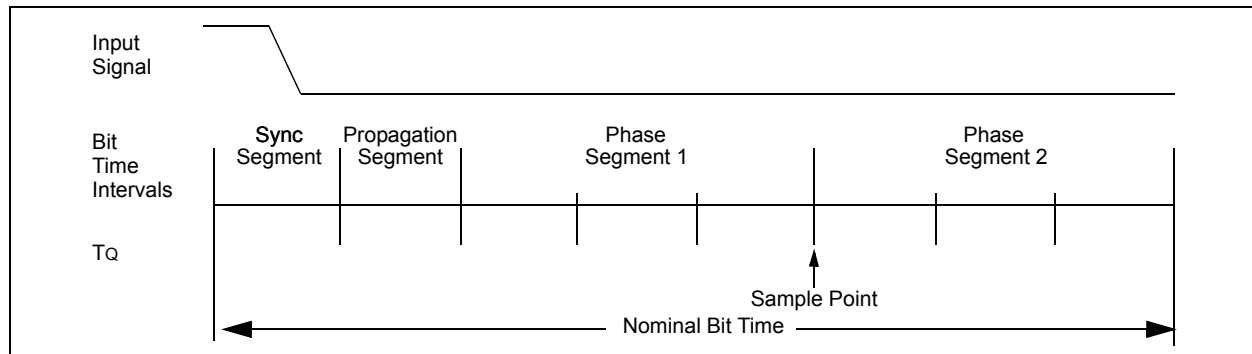 Input
Signal
Bit
Time
Intervals
Sync
Segment
Propagation
Segment
Phase
Segment 1
Phase
Segment 2
TQ
Sample Point
Nominal Bit Time